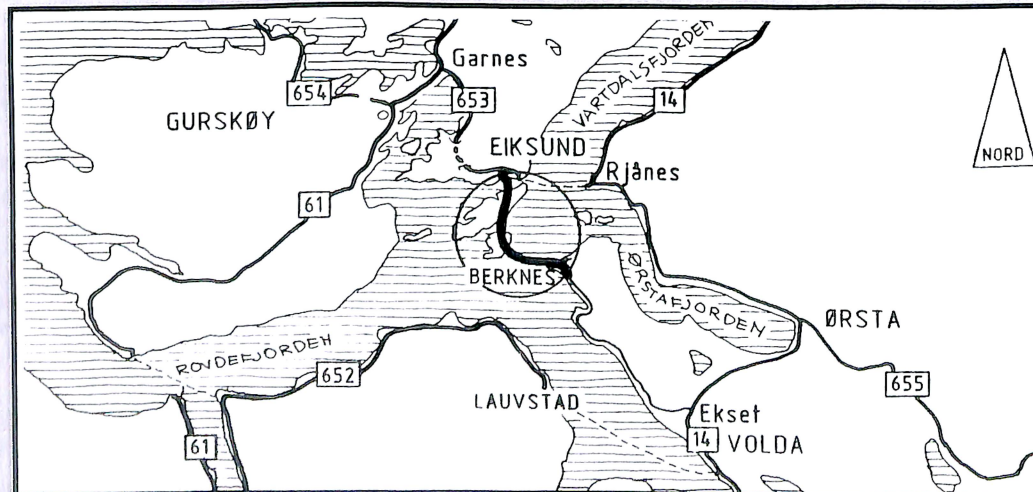 Garnes
654
653
VARTDALSFJORDEN
14
GURSKØY
EIKSUND
Rjånes
NORD
61
BERKNES
ØRSTAFJORDEN
ØRSTA
ROVDEFJORDEN
652
655
LAUVSTAD
Ekset
14
VOLDA
61